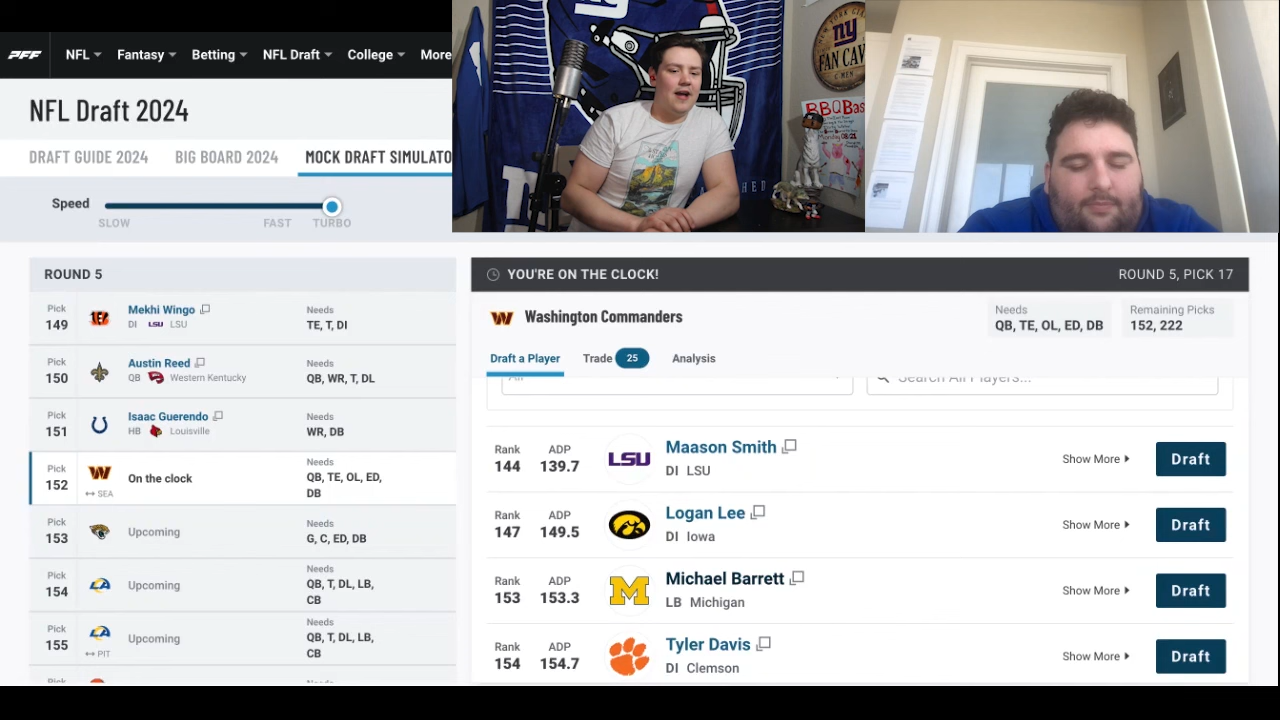 PFF NFL Fantasy Betting NFL Draft College More
NFL Draft 2024
DRAFT GUIDE 2024 BIG BOARD 2024 MOCK DRAFT SIMULATO
Speed
SLOW FAST TURBO
NEW YORK
ny
FAN CAVE
BBQ Bas
ROUND 5
Pick 149 Mekhi Wingo Needs
DI LSU LSU TE, T, DI
Pick 150 Austin Reed Needs
QB Western Kentucky QB, WR, T, DL
Pick 151 Isaac Guerendo Needs
HB Louisville WR, DB
Pick 152 On the clock Needs
SEA QB, TE, OL, ED,
DB
Pick 153 Upcoming Needs
G, C, ED, DB
Pick 154 Upcoming Needs
QB, T, DL, LB,
CB
Pick 155 Upcoming Needs
PIT QB, T, DL, LB,
CB
Pick Needs
YOU'RE ON THE CLOCK! ROUND 5, PICK 17
Washington Commanders
Needs
QB, TE, OL, ED, DB
Remaining Picks
152, 222
Draft a Player Trade 25 Analysis
All Search All Players...
Rank ADP Maason Smith
144 139.7 LSU DI LSU Show More Draft
Rank ADP Logan Lee
147 149.5 DI Iowa Show More Draft
Rank ADP Michael Barrett
153 153.3 LB Michigan Show More Draft
Rank ADP Tyler Davis
154 154.7 DI Clemson Show More Draft